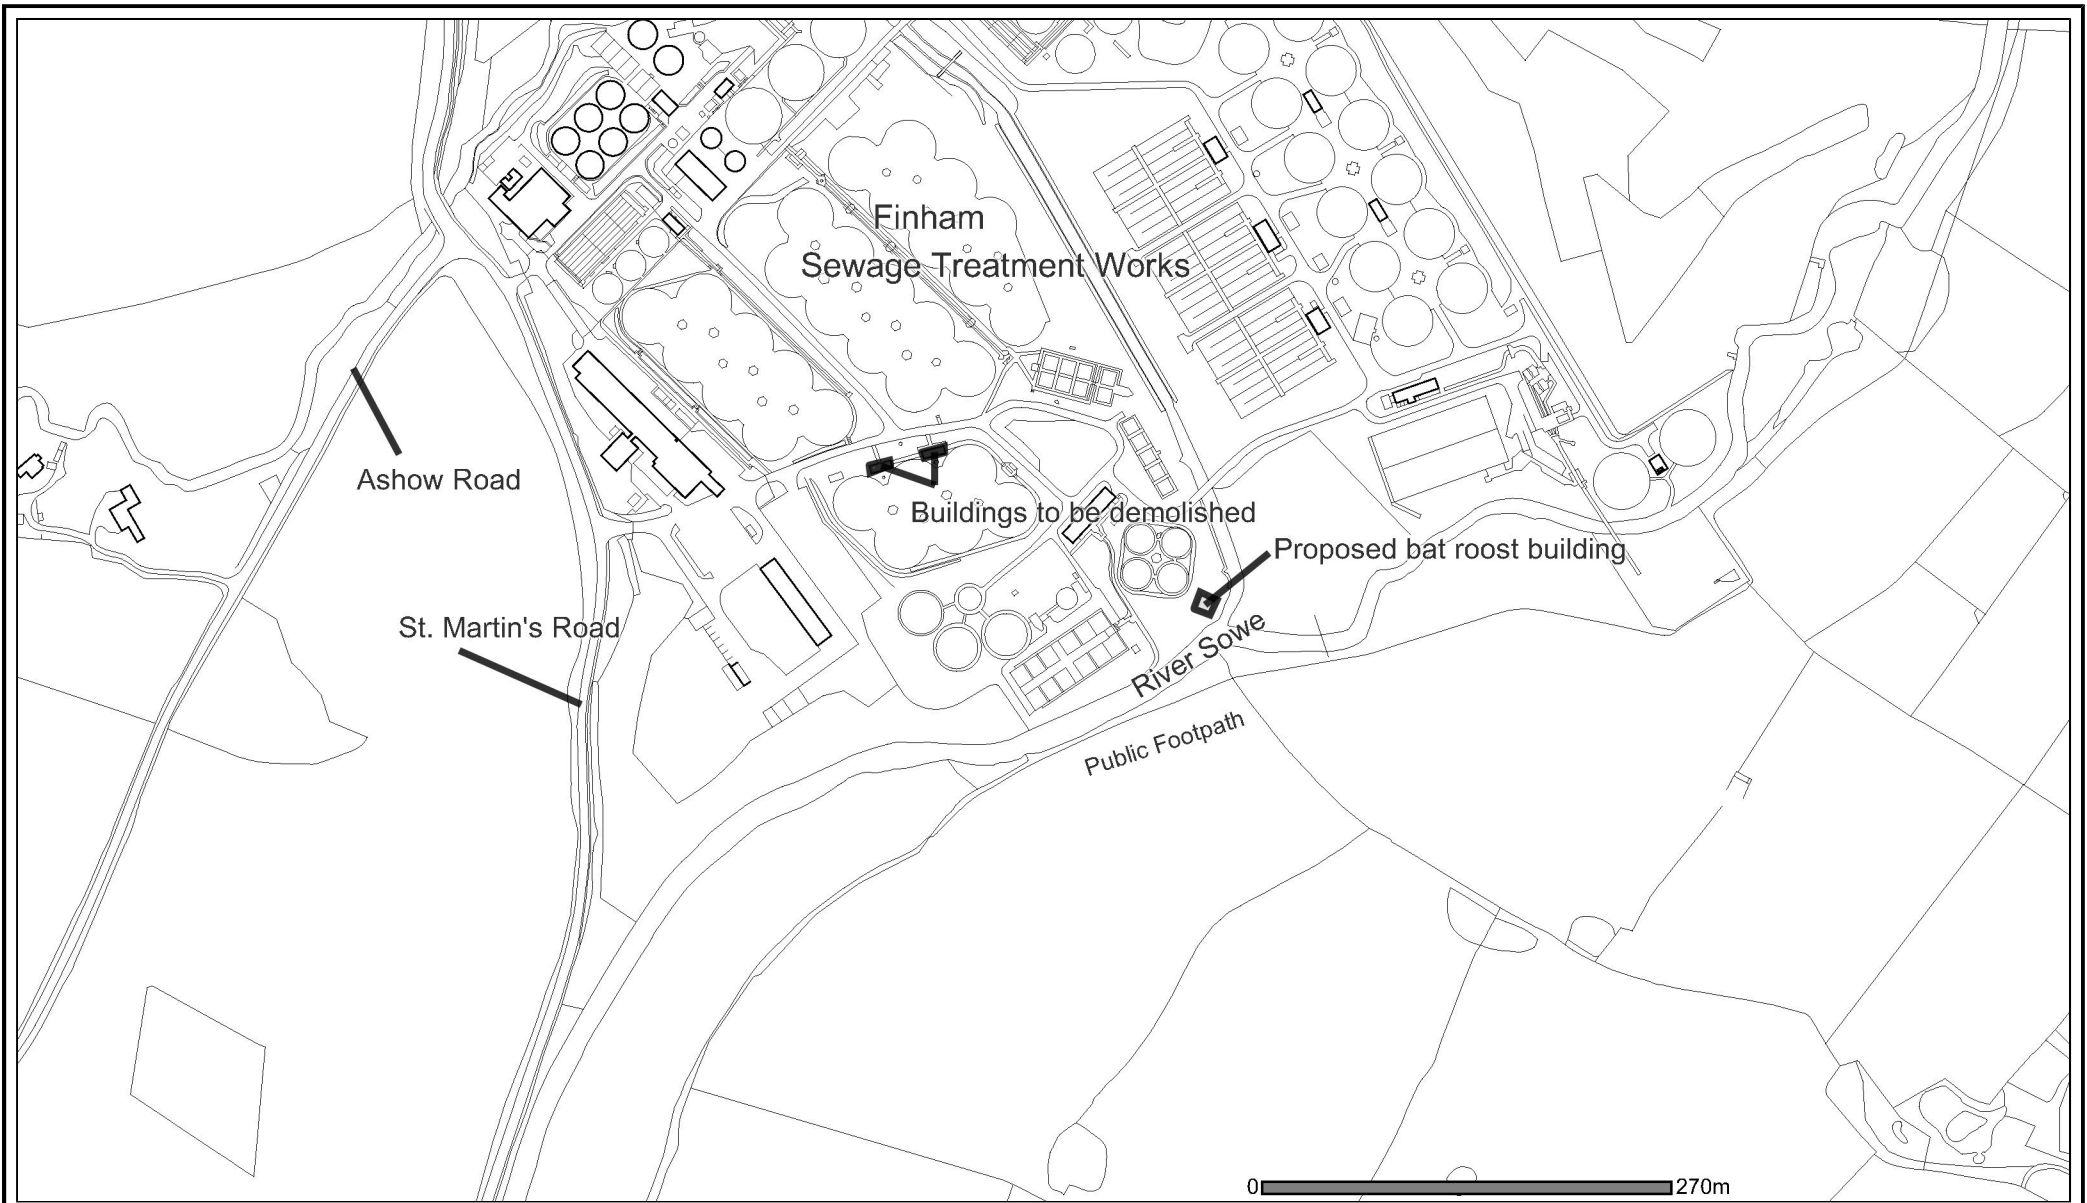 Finham
Sewage Treatment Works
Ashow Road
Buildings to be demolished
Proposed bat roost building
St. Martin's Road
River Sowe
Public Footpath
0 270m